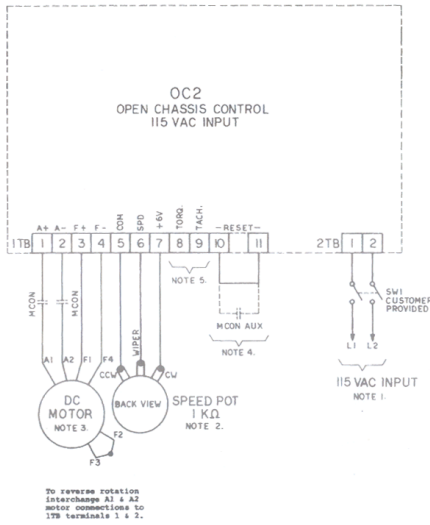 OC2
OPEN CHASSIS CONTROL
115 VAC INPUT
A+ A- F+ F- COM SPD +6V TORQ. TACH. -RESET-
1TB 1 2 3 4 5 6 7 8 9 10 11
2TB 1 2
NOTE 5.
MCON
MCON
WIPER
MCON AUX
NOTE 4.
SW1
CUSTOMER
PROVIDED
L1 L2
A1 A2 F1 F4
CCW CW
115 VAC INPUT
NOTE 1.
DC
MOTOR
NOTE 3.
BACK VIEW
SPEED POT
1 KΩ
NOTE 2.
F2
F3
To reverse rotation
interchange A1 & A2
motor connections to
1TB terminals 1 & 2.